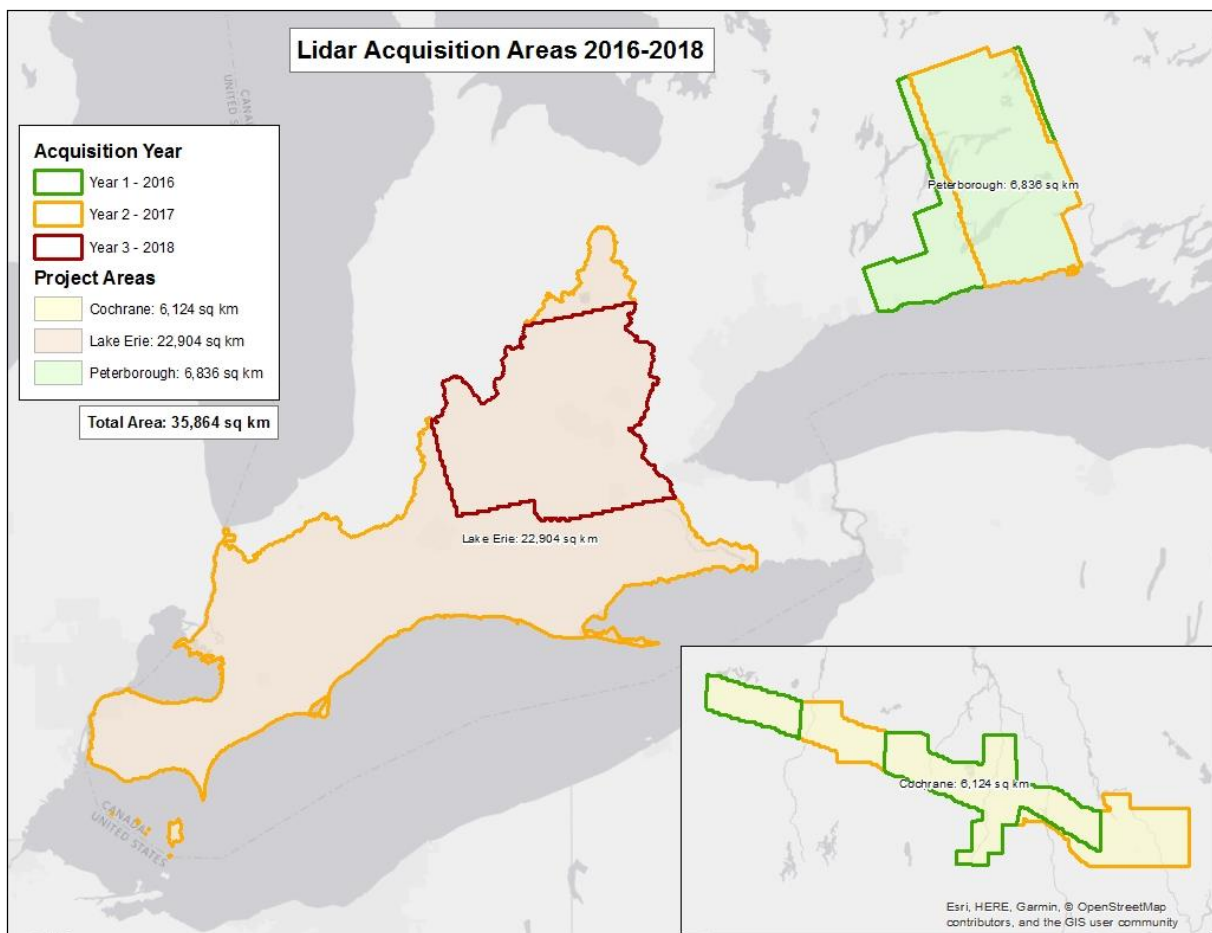 Lidar Acquisition Areas 2016-2018
CANADA
UNITED STATES
Acquisition Year
Year 1 - 2016
Year 2 - 2017
Year 3 - 2018
Project Areas
Cochrane: 6,124 sq km
Lake Erie: 22,904 sq km
Peterborough: 6,836 sq km
Total Area: 35,864 sq km
Peterborough: 6,836 sq km
Lake Erie: 22,904 sq km
CANADA
UNITED STATES
Cochrane: 6,124 sq km
Esri, HERE, Garmin, © OpenStreetMap
contributors, and the GIS user community